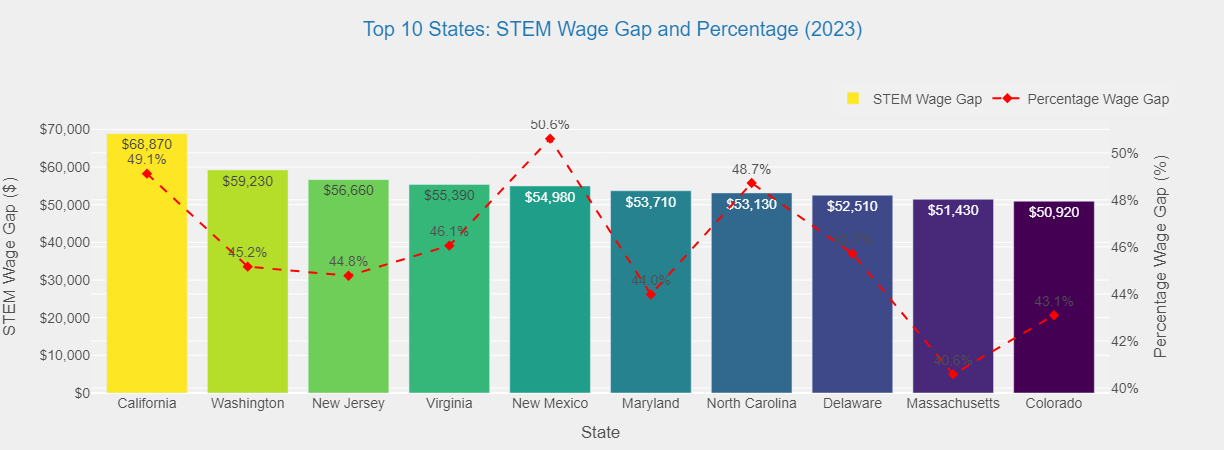 Top 10 States: STEM Wage Gap and Percentage (2023)
STEM Wage Gap
Percentage Wage Gap
STEM Wage Gap ($)
$70,000
$60,000
$50,000
$40,000
$30,000
$20,000
$10,000
$0
$68,870
49.1%
$59,230
45.2%
$56,660
44.8%
$55,390
46.1%
50.6%
$54,980
$53,710
44.0%
48.7%
$53,130
$52,510
$51,430
40.6%
$50,920
43.1%
50%
48%
46%
44%
42%
40%
Percentage Wage Gap (%)
California
Washington
New Jersey
Virginia
New Mexico
Maryland
North Carolina
Delaware
Massachusetts
Colorado
State